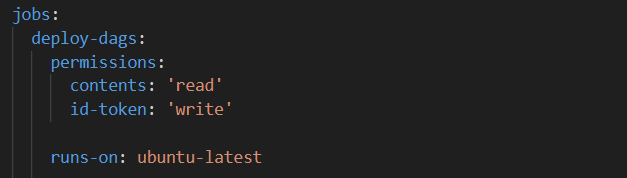 jobs:
  deploy-dags:
    permissions:
      contents: 'read'
      id-token: 'write'

    runs-on: ubuntu-latest